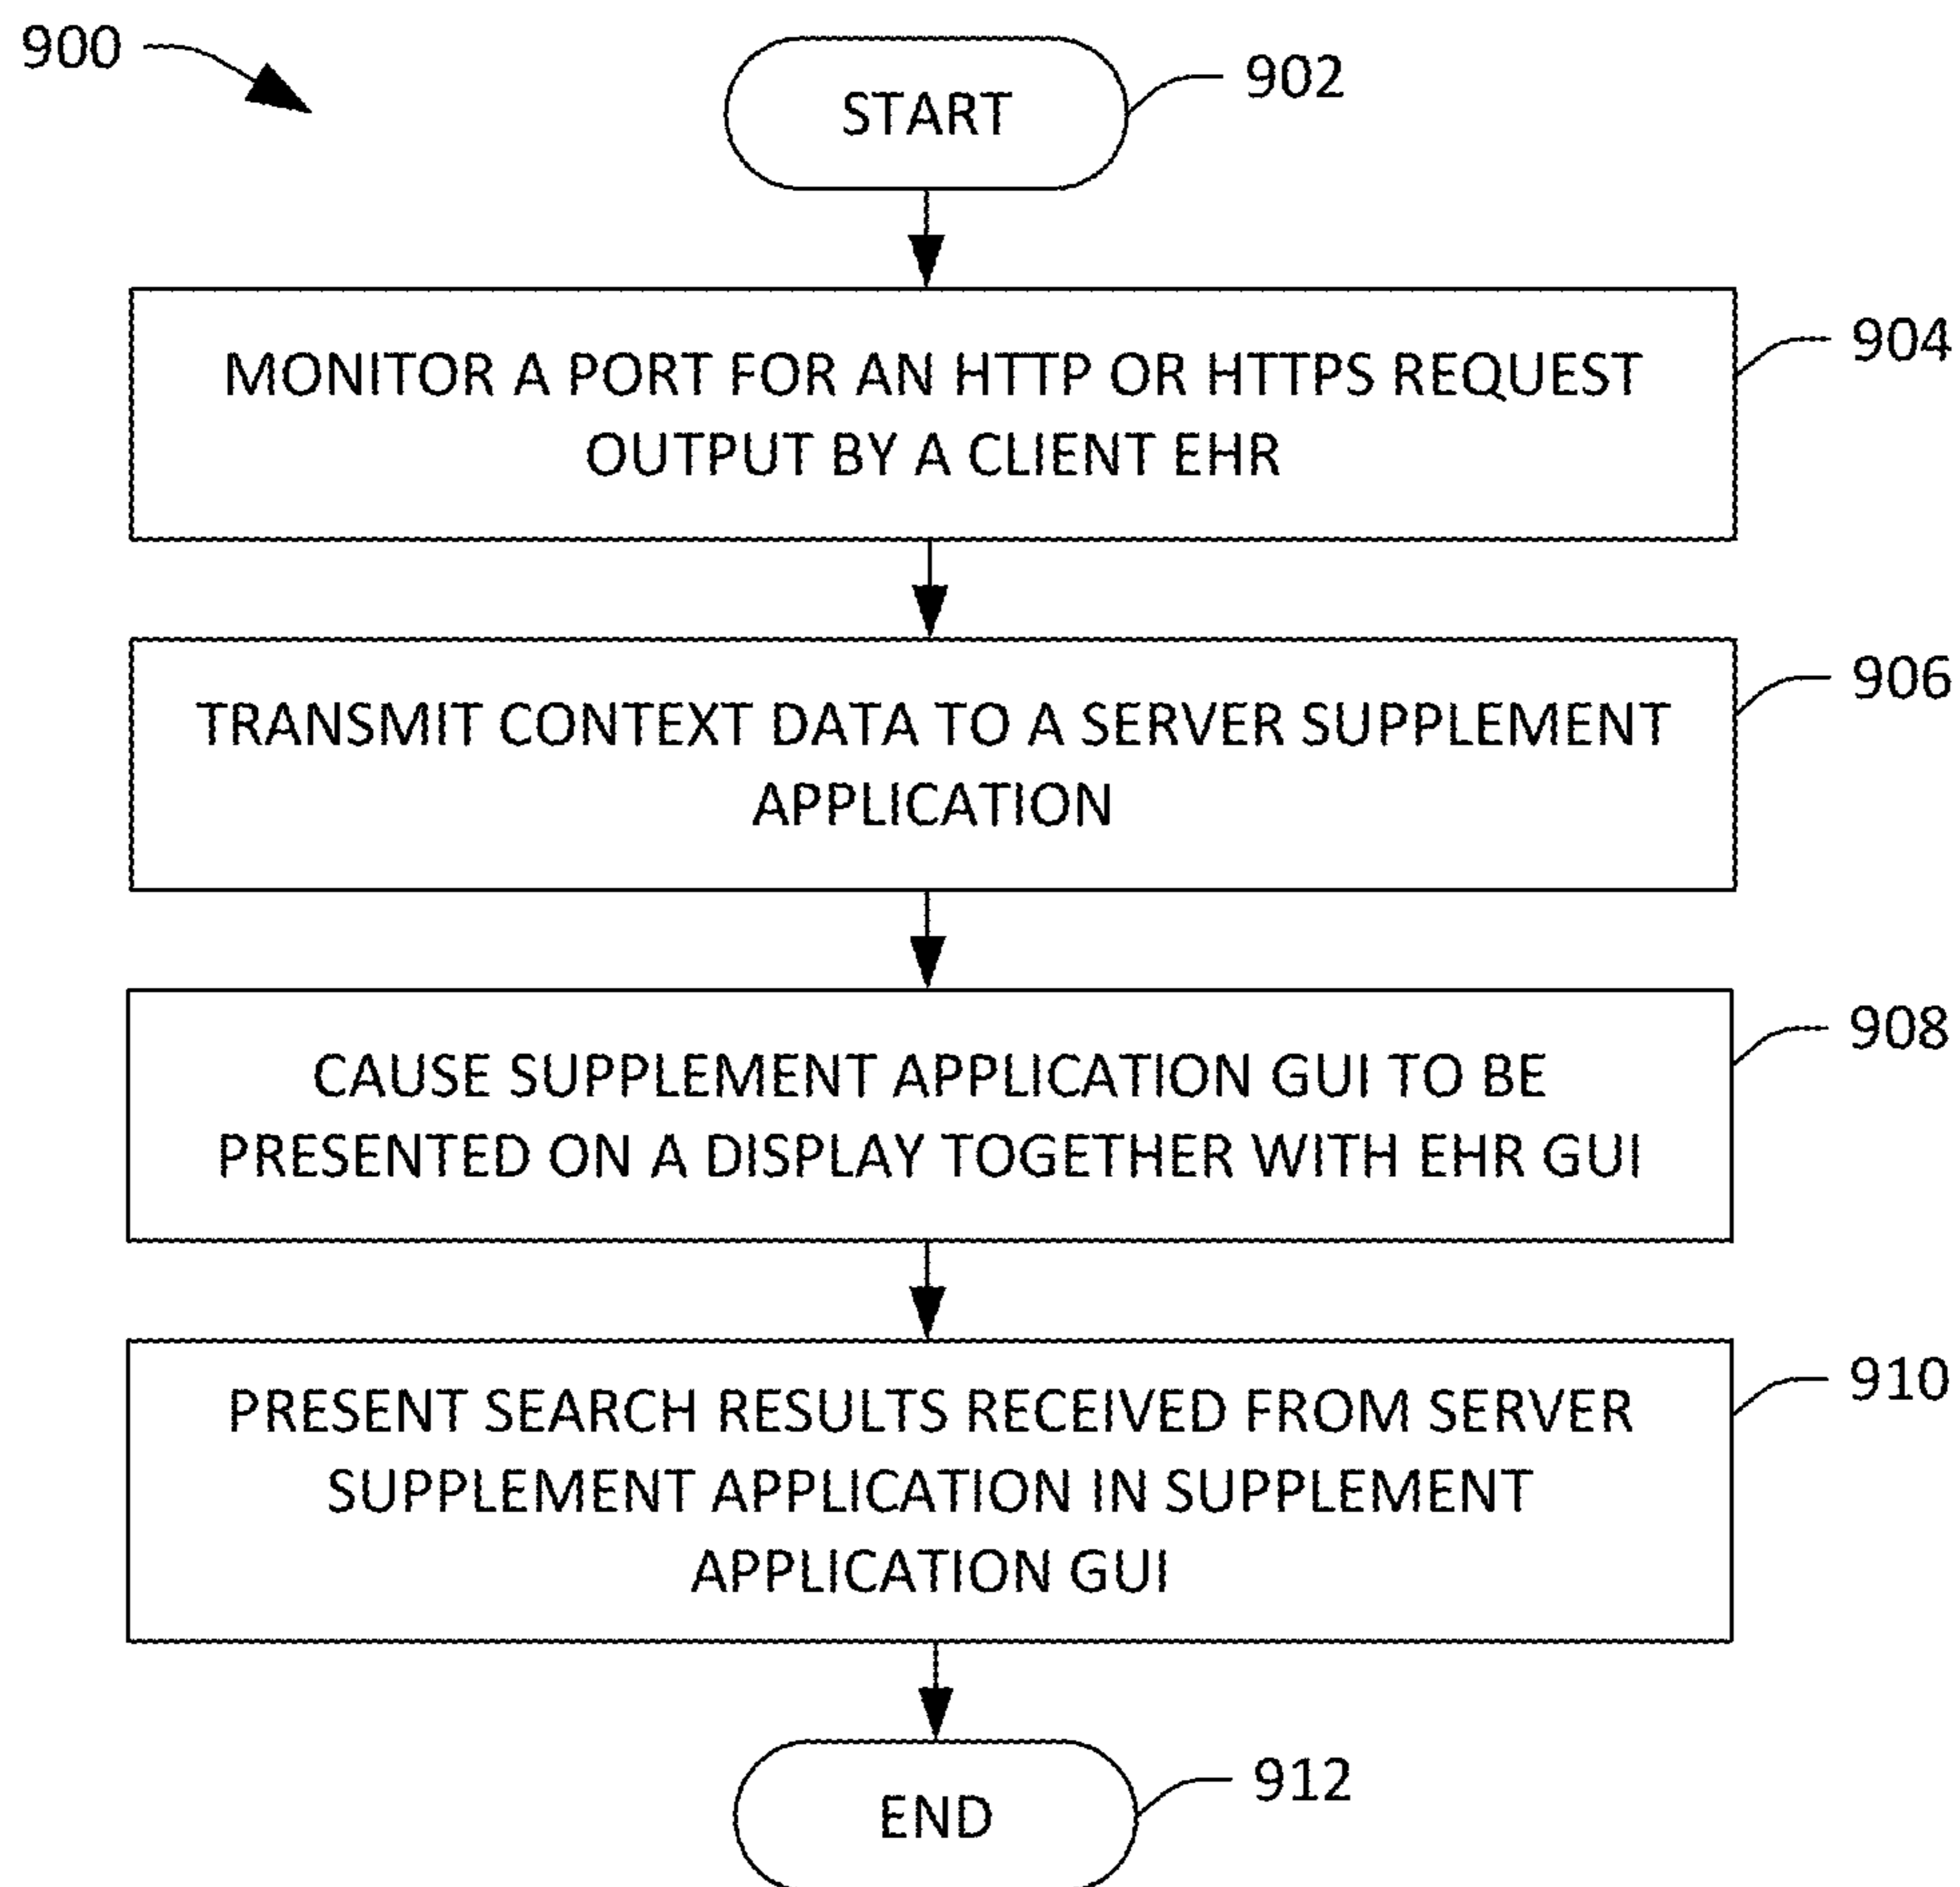 900
START
902
MONITOR A PORT FOR AN HTTP OR HTTPS REQUEST
OUTPUT BY A CLIENT EHR
904
TRANSMIT CONTEXT DATA TO A SERVER SUPPLEMENT
APPLICATION
906
CAUSE SUPPLEMENT APPLICATION GUI TO BE
PRESENTED ON A DISPLAY TOGETHER WITH EHR GUI
908
PRESENT SEARCH RESULTS RECEIVED FROM SERVER
SUPPLEMENT APPLICATION IN SUPPLEMENT
APPLICATION GUI
910
END
912